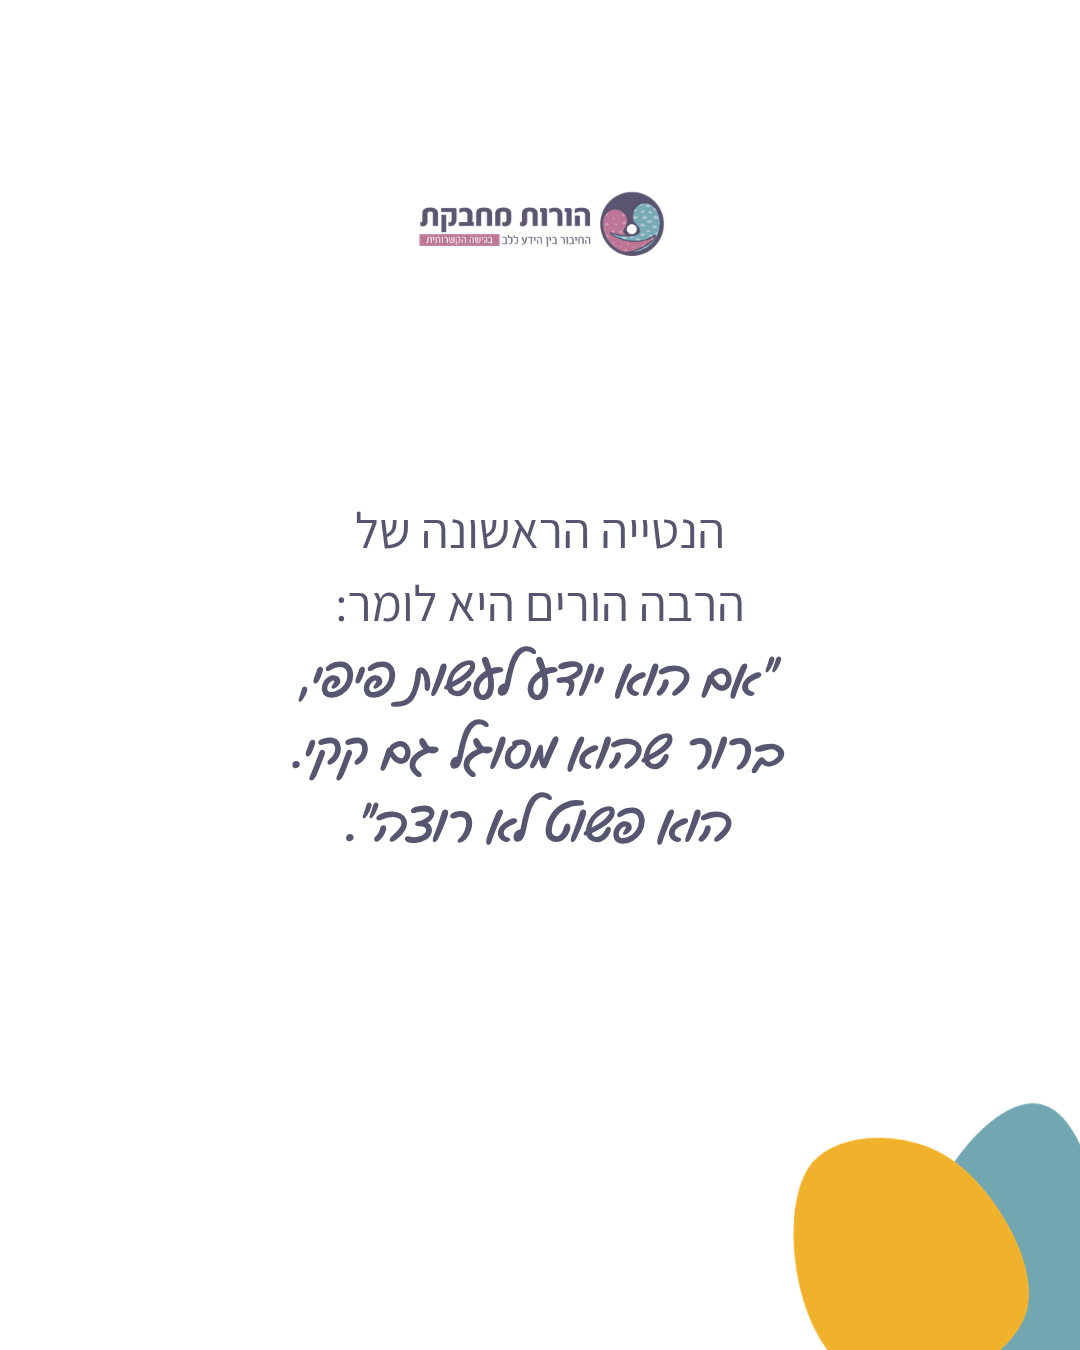 הורות מחבקת
החיבור בין הידע ללב בגישה הקשרותית
הנטייה הראשונה של
הרבה הורים היא לומר:
"אם הוא יודע לעשות פיפי,
ברור שהוא מסוגל גם קקי.
הוא פשוט לא רוצה".